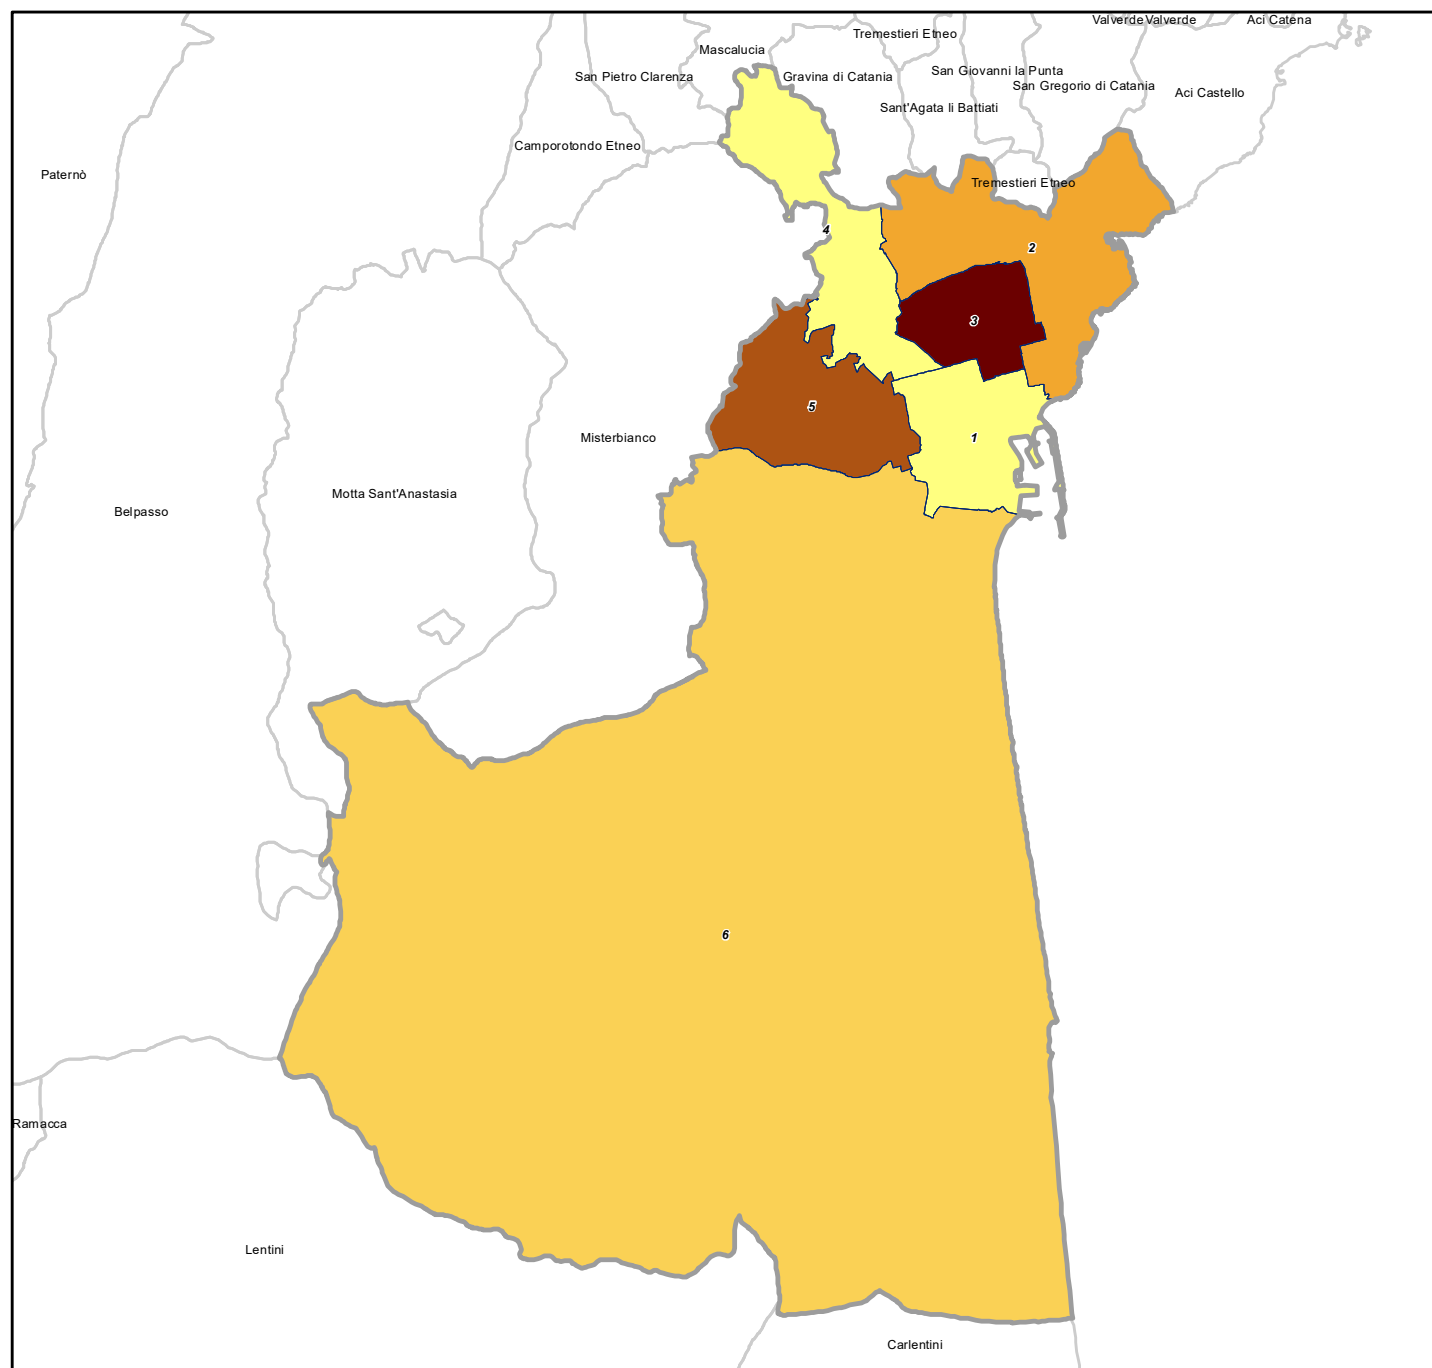 ValverdeValverde
Aci Catena
Tremestieri Etneo
Mascalucia
San Pietro Clarenza
Gravina di Catania
San Giovanni la Punta
San Gregorio di Catania
Aci Castello
Sant'Agata li Battiati
Camporotondo Etneo
Paternò
Tremestieri Etneo
4
2
3
5
1
Misterbianco
Motta Sant'Anastasia
Belpasso
6
Ramacca
Lentini
Carlentini